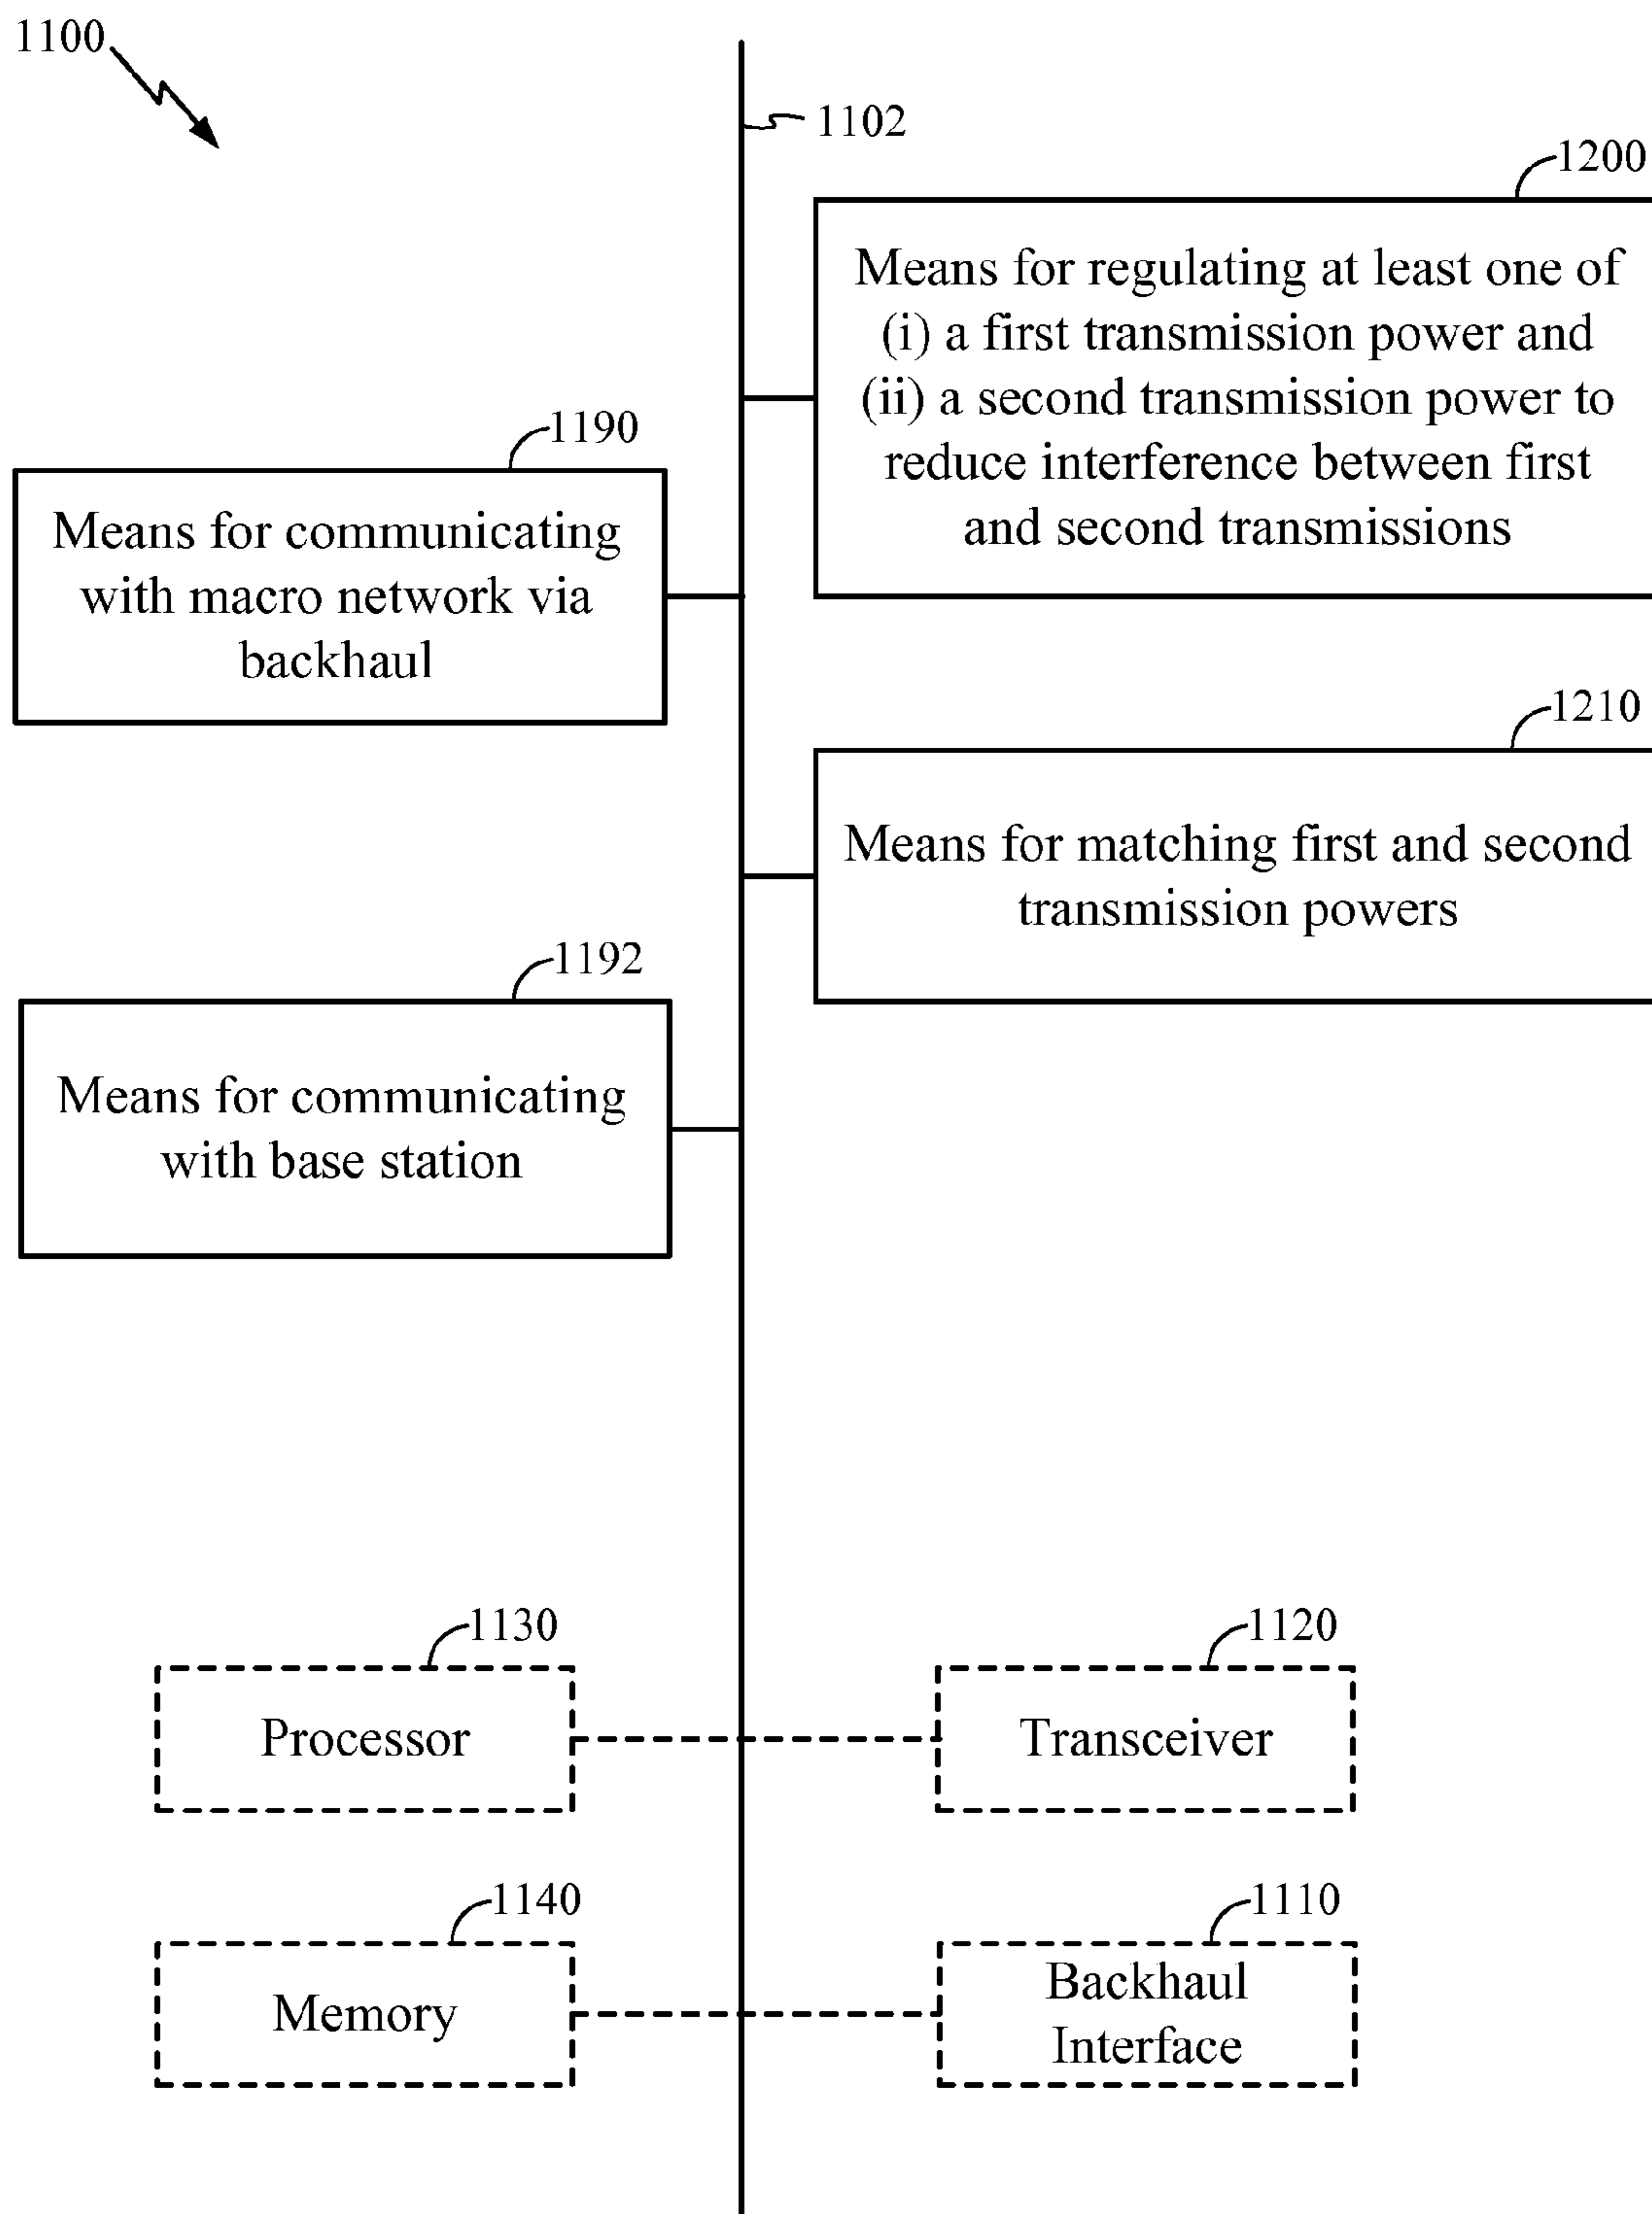 1100
1102
1200
Means for regulating at least one of
(i) a first transmission power and
(ii) a second transmission power to
reduce interference between first
and second transmissions
1190
Means for communicating
with macro network via
backhaul
1210
Means for matching first and second
transmission powers
1192
Means for communicating
with base station
1130
Processor
1120
Transceiver
1140
Memory
1110
Backhaul
Interface